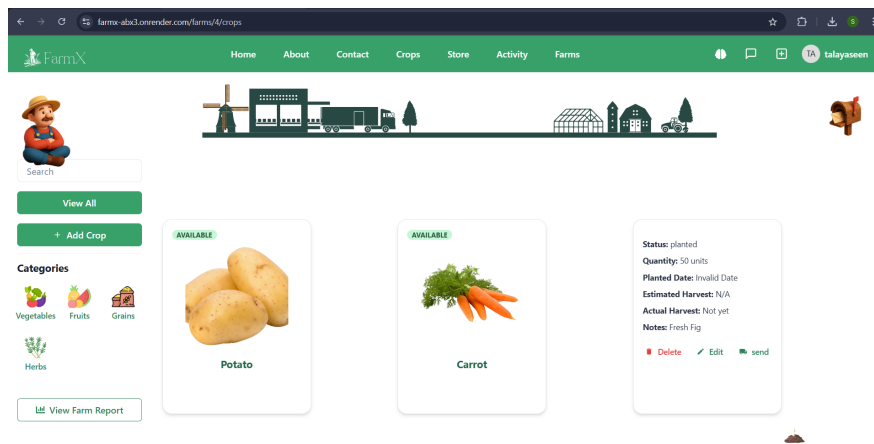 farmx-abx3.onrender.com/farms/4/crops
S
FarmX
Home About Contact Crops Store Activity Farms
TA talayaseen
Search
View All
+ Add Crop
Categories
Vegetables Fruits Grains
Herbs
View Farm Report
AVAILABLE
Potato
AVAILABLE
Carrot
Status: planted
Quantity: 50 units
Planted Date: Invalid Date
Estimated Harvest: N/A
Actual Harvest: Not yet
Notes: Fresh Fig
Delete Edit send